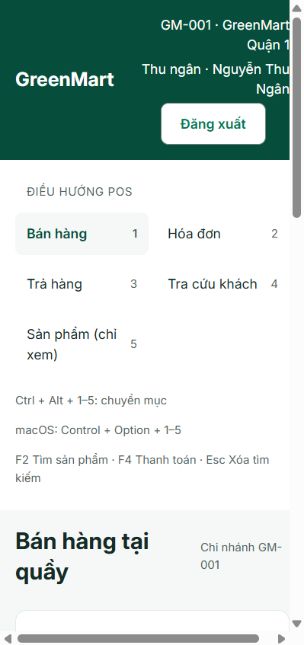 GM-001 · GreenMart
Quận 1
GreenMart
Thu ngân · Nguyễn Thu
Ngân
Đăng xuất
ĐIỀU HƯỚNG POS
Bán hàng 1
Hóa đơn 2
Trả hàng 3
Tra cứu khách 4
Sản phẩm (chỉ
xem) 5
Ctrl + Alt + 1–5: chuyển mục
macOS: Control + Option + 1–5
F2 Tìm sản phẩm · F4 Thanh toán · Esc Xóa tìm
kiếm
Bán hàng tại
quầy
Chi nhánh GM-
001